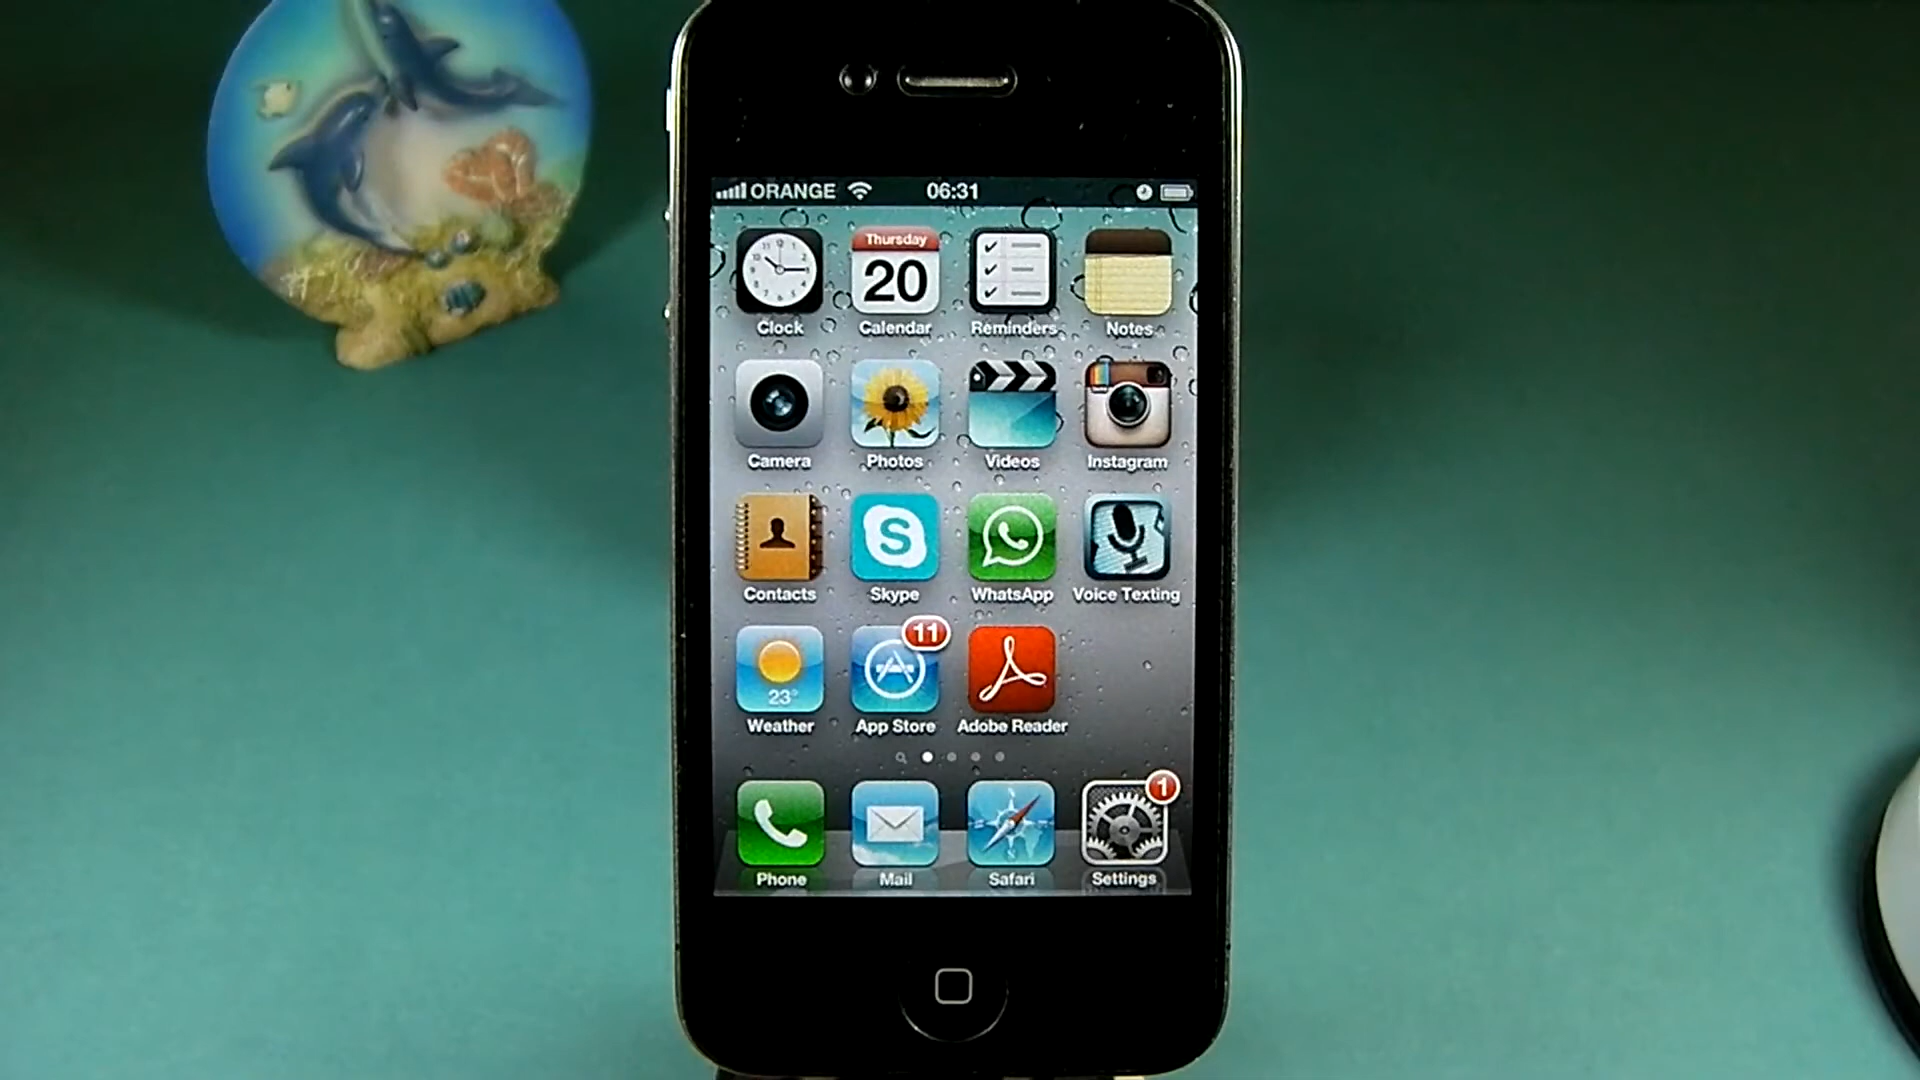 ORANGE 06:31
Thursday
20
Clock Calendar Reminders Notes
Camera Photos Videos Instagram
S
Contacts Skype WhatsApp Voice Texting
11
23°
Weather App Store Adobe Reader
1
Phone Mail Safari Settings